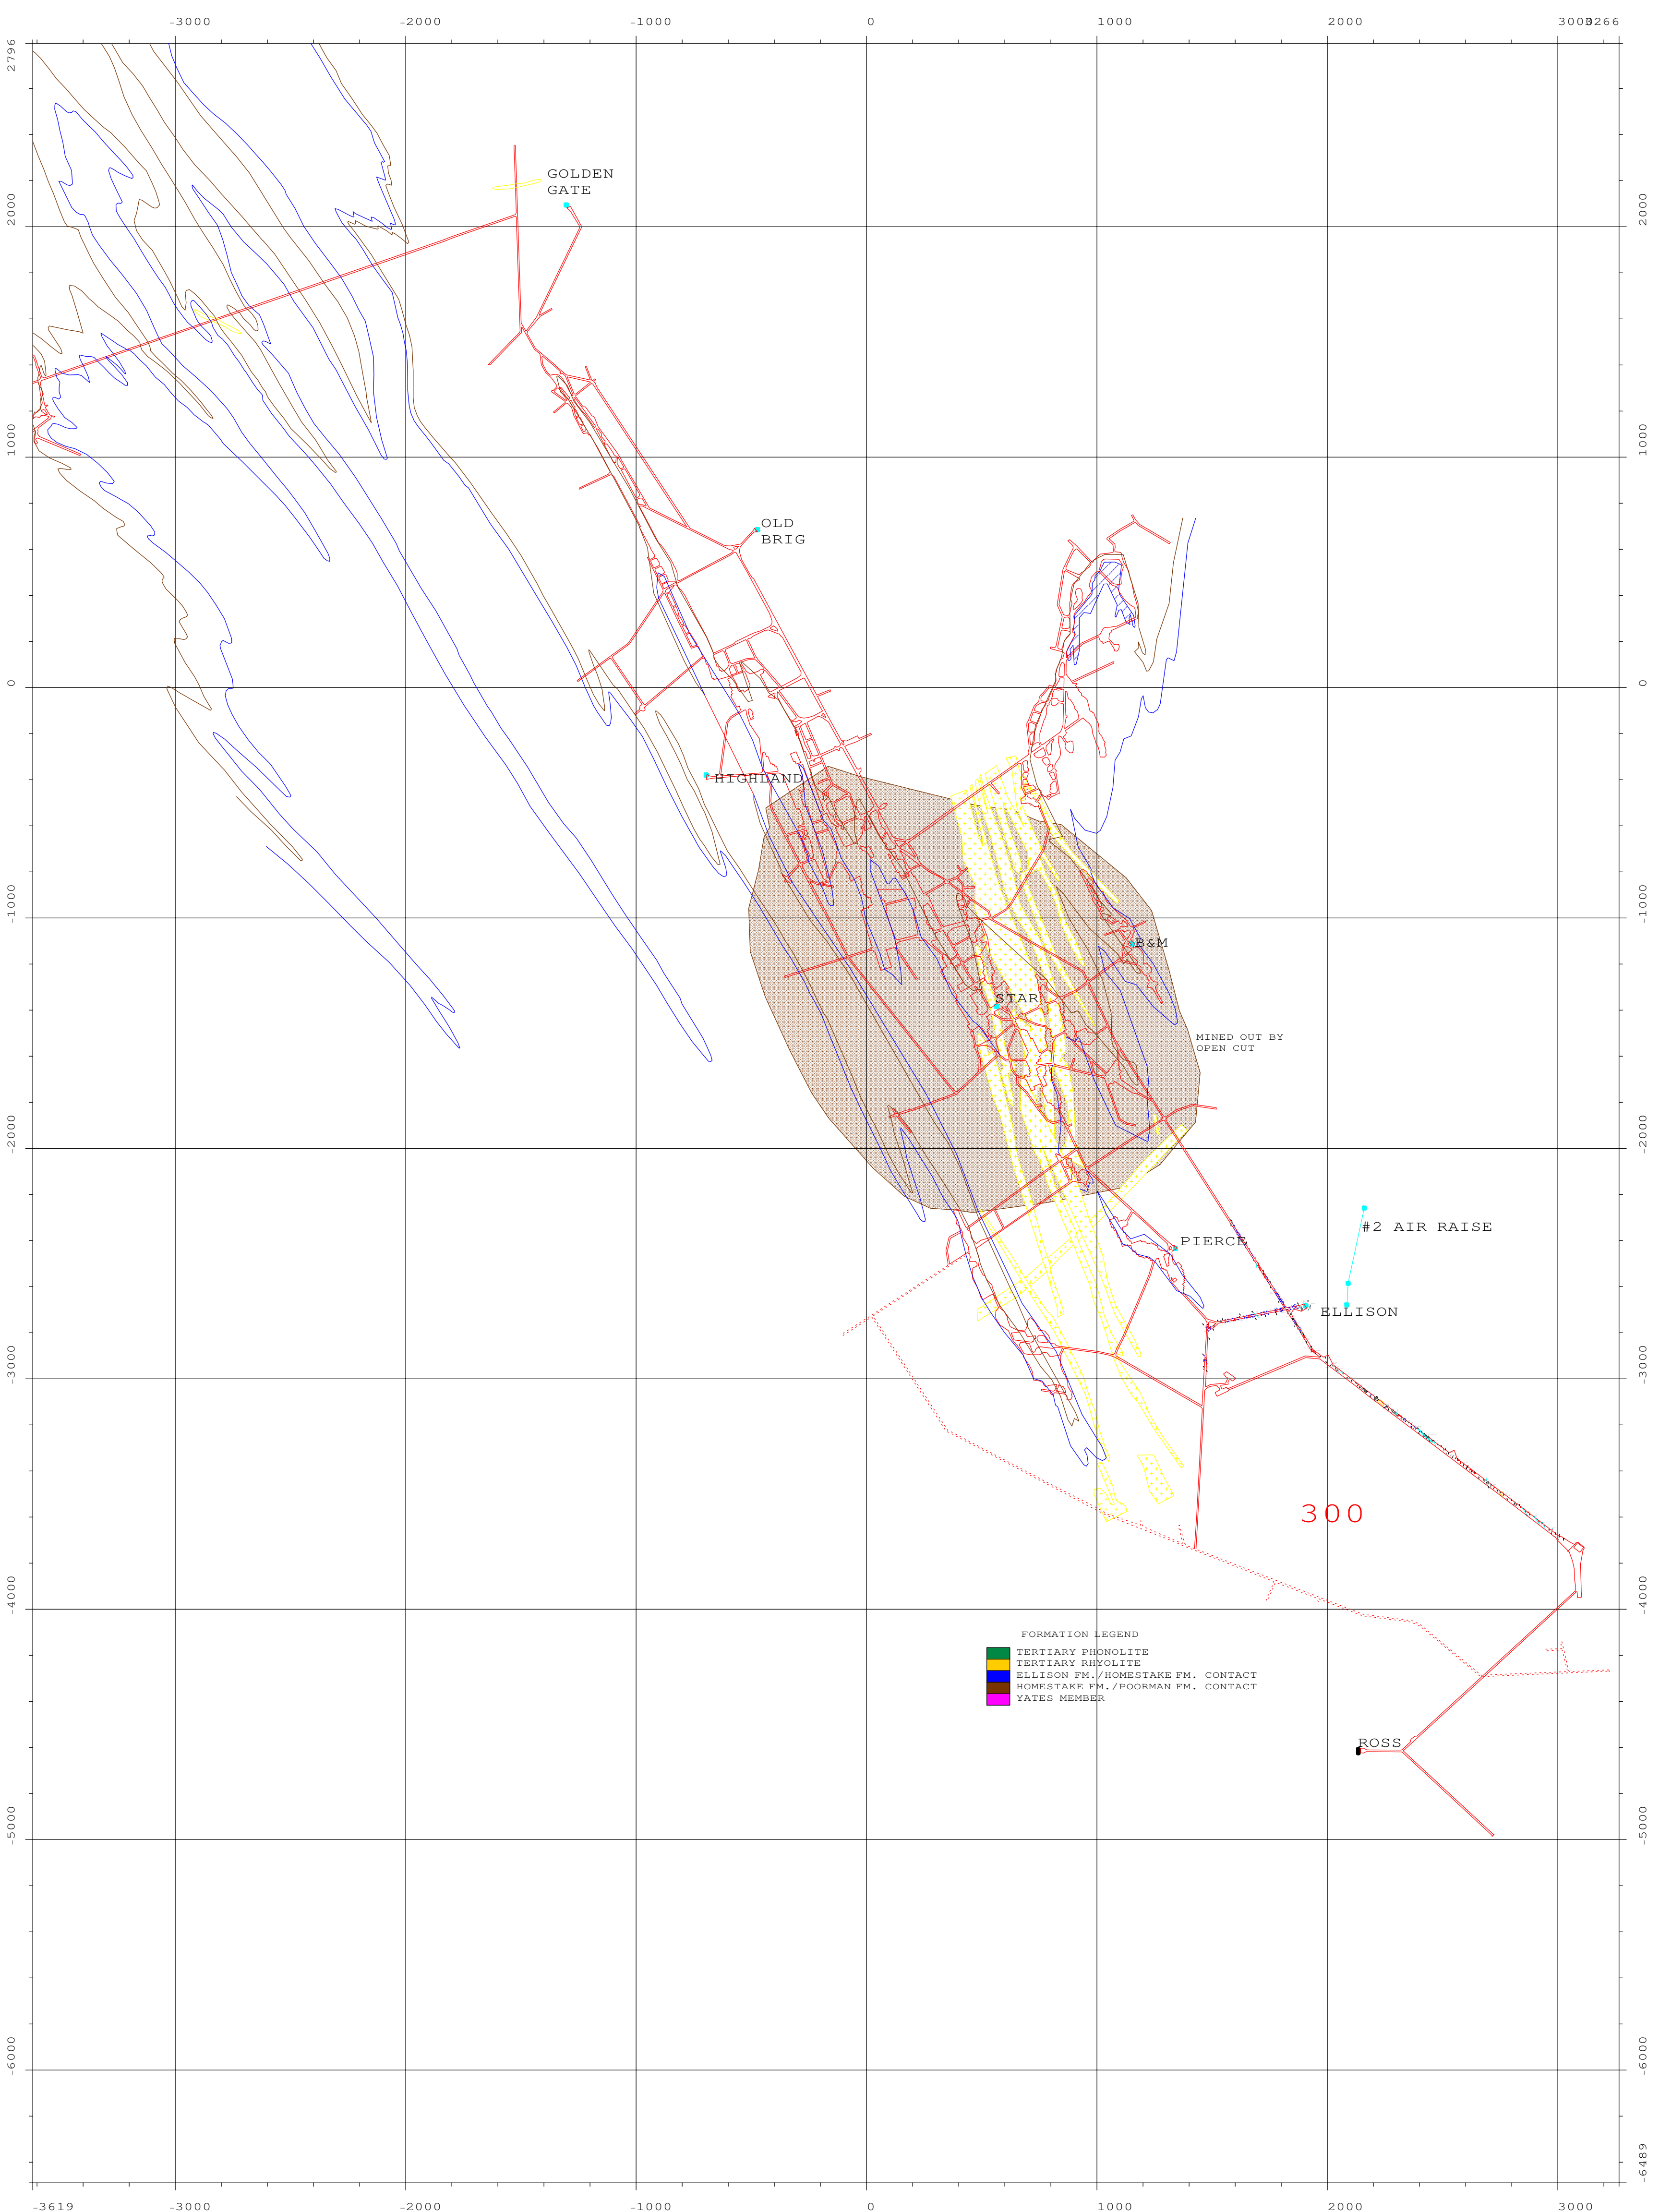 -3000 -2000 -1000 0 1000 2000 3000 3266
2796
GOLDEN
GATE
2000 2000
OLD
BRIG
1000 1000
0 0
HIGHLAND
-1000 -1000
B&M
STAR
MINED OUT BY
OPEN CUT
-2000 -2000
#2 AIR RAISE
PIERCE
ELLISON
-3000 -3000
300
-4000 -4000
FORMATION LEGEND
TERTIARY PHONOLITE
TERTIARY RHYOLITE
ELLISON FM./HOMESTAKE FM. CONTACT
HOMESTAKE FM./POORMAN FM. CONTACT
YATES MEMBER
ROSS
-5000 -5000
-6000 -6000
-6489
-3619 -3000 -2000 -1000 0 1000 2000 3000